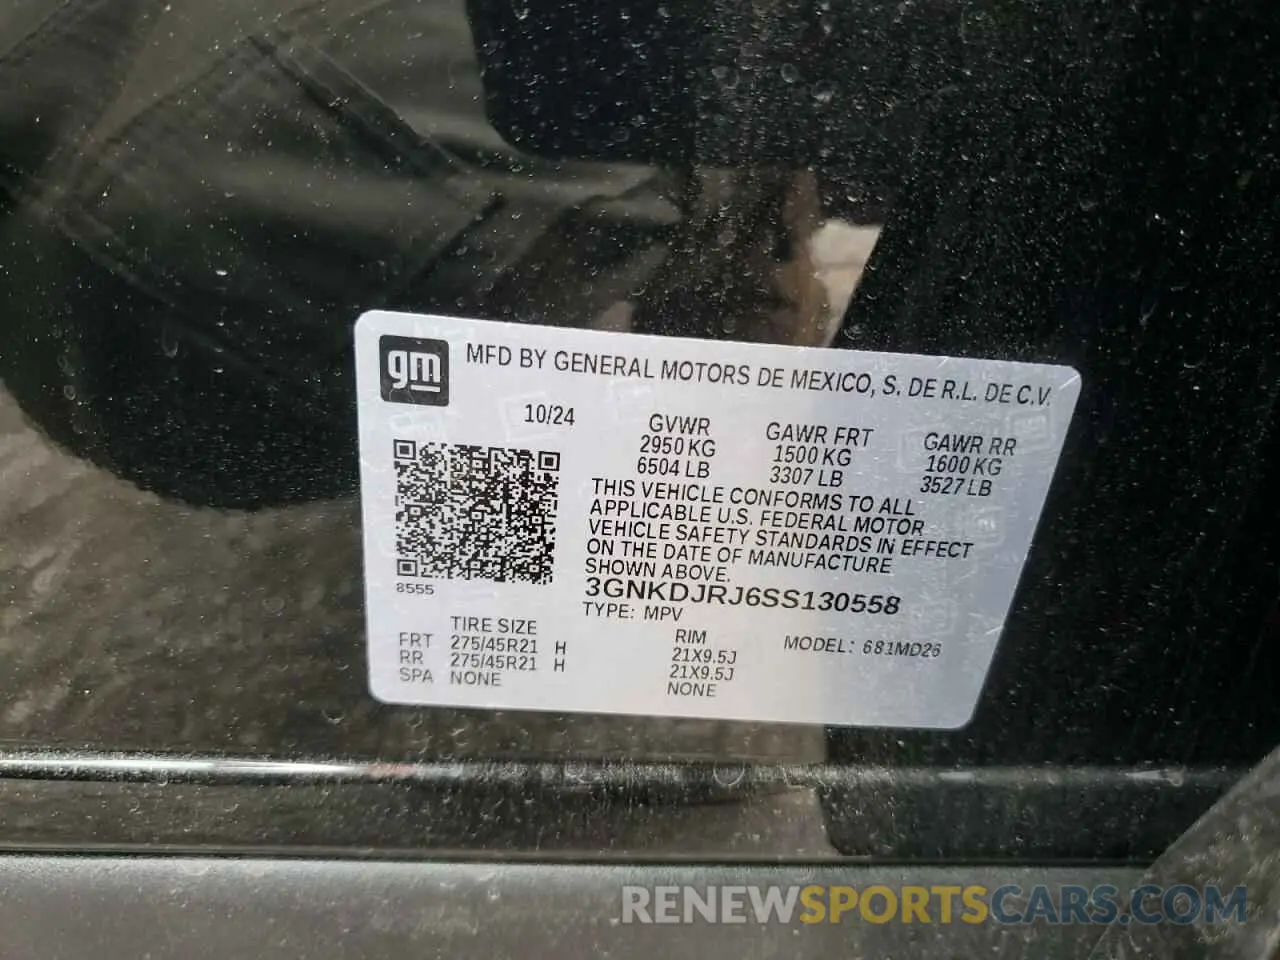 gm MFD BY GENERAL MOTORS DE MEXICO, S. DE R.L. DE C.V.
10/24
GVWR GAWR FRT GAWR RR
2950 KG 1500 KG 1600 KG
6504 LB 3307 LB 3527 LB
THIS VEHICLE CONFORMS TO ALL
APPLICABLE U.S. FEDERAL MOTOR
VEHICLE SAFETY STANDARDS IN EFFECT
ON THE DATE OF MANUFACTURE
SHOWN ABOVE.
8555
3GNKDJRJ6SS130558
TYPE: MPV
TIRE SIZE RIM MODEL: 681MD26
FRT 275/45R21 H 21X9.5J
RR 275/45R21 H 21X9.5J
SPA NONE NONE
RENEWSPORTSCARS.COM